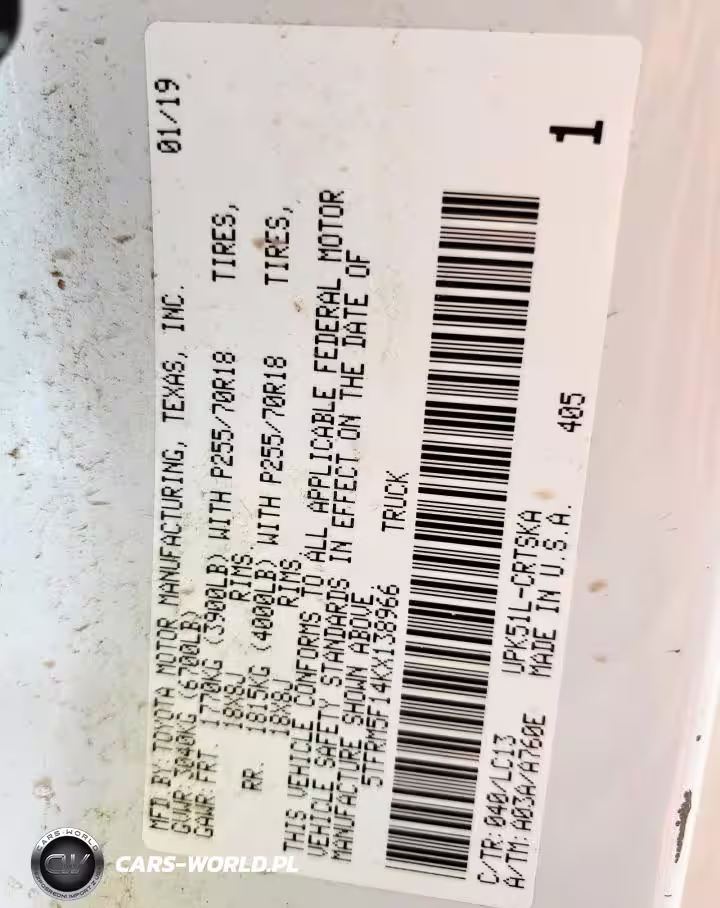 MFD BY: TOYOTA MOTOR MANUFACTURING, TEXAS, INC. 01/19
GVWR: 3040KG (6700LB)
GAWR: FRT. 1770KG (3900LB) WITH P255/70R18 TIRES,
18X8J RIMS
RR. 1815KG (4000LB) WITH P255/70R18 TIRES,
18X8J RIMS
THIS VEHICLE CONFORMS TO ALL APPLICABLE FEDERAL MOTOR
VEHICLE SAFETY STANDARDS IN EFFECT ON THE DATE OF
MANUFACTURE SHOWN ABOVE.
5TFRM5F14KX138966 TRUCK
C/TR: 040/LC13 UPK51L-CRTSKA
A/TM: A03A/A760E MADE IN U.S.A. 405
1
CARS-WORLD
CW
CARS-WORLD.PL